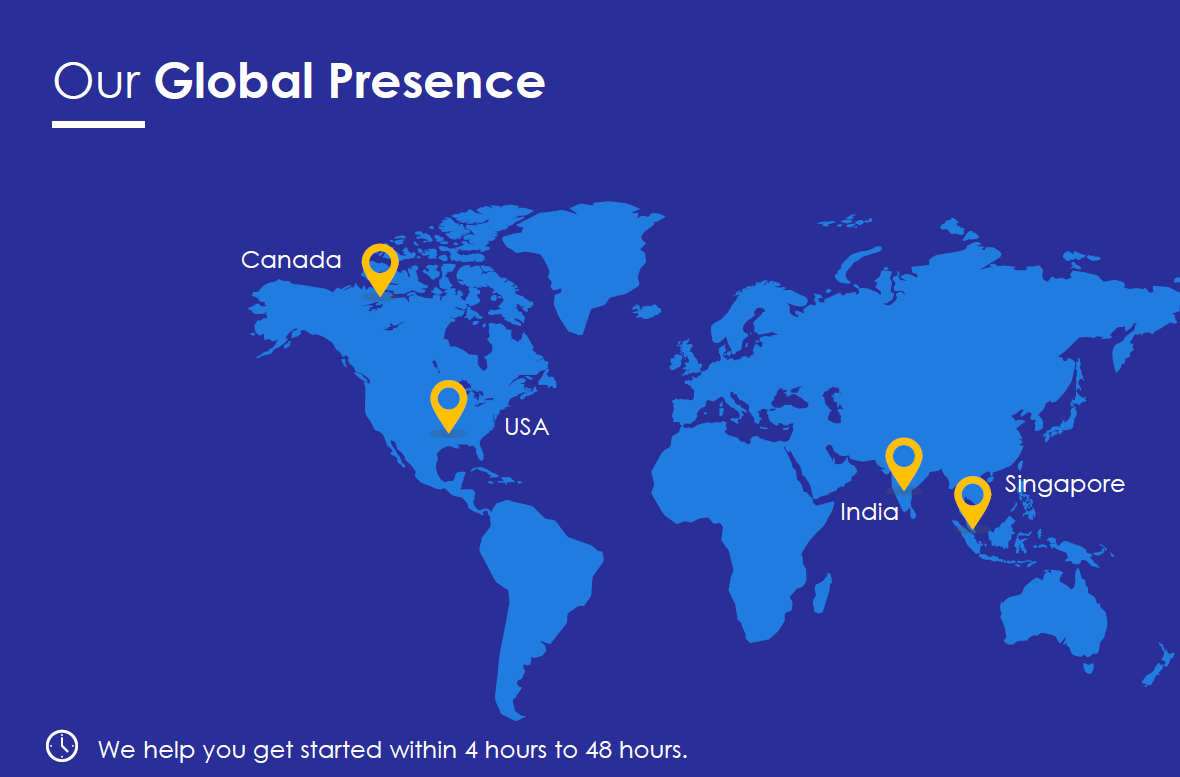 Our Global Presence
Canada
USA
Singapore
India
We help you get started within 4 hours to 48 hours.